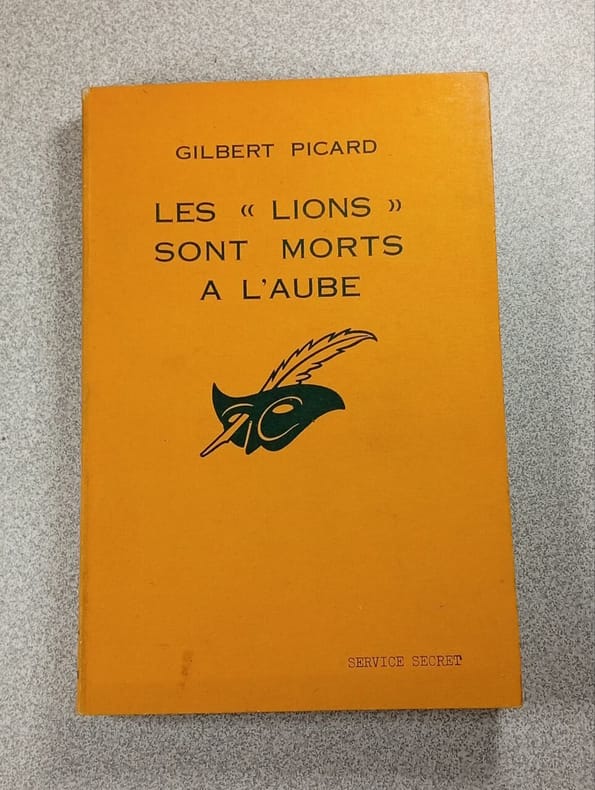 GILBERT PICARD
LES « LIONS »
SONT MORTS
A L'AUBE
SERVICE SECRET